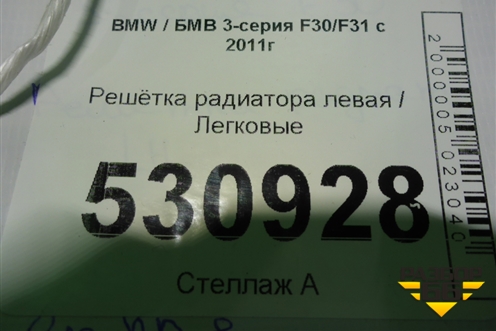 BMW / БМВ 3-серия F30/F31 с
2011г
Решётка радиатора левая /
Легковые
530928
Стеллаж А
2000005023040